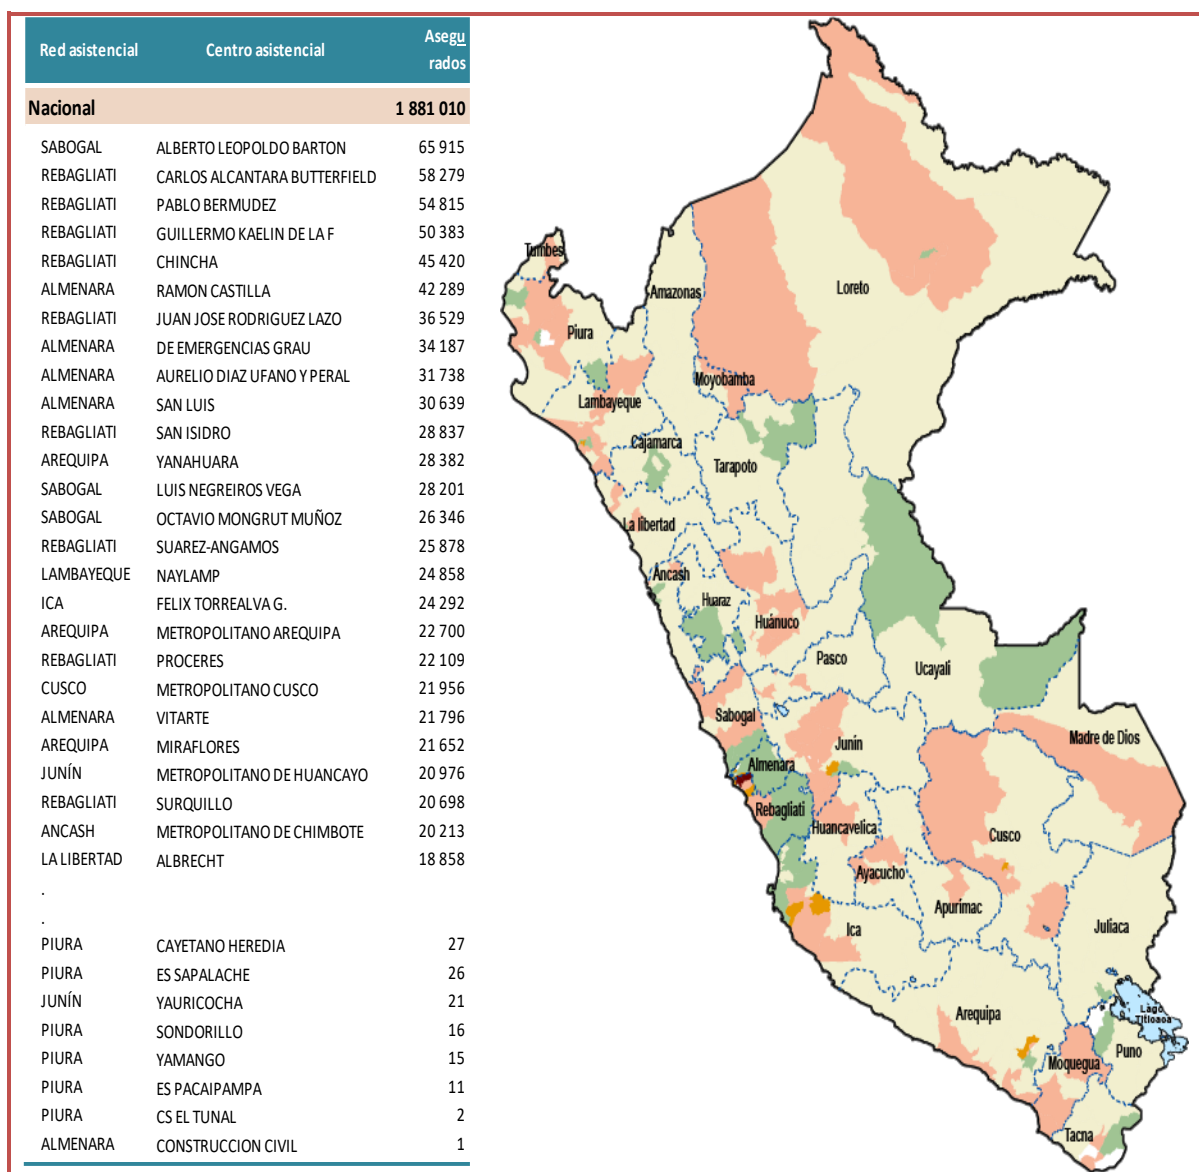 Red asistencial Centro asistencial Asegu
rados
Nacional 1 881 010
SABOGAL ALBERTO LEOPOLDO BARTON 65 915
REBAGLIATI CARLOS ALCANTARA BUTTERFIELD 58 279
REBAGLIATI PABLO BERMUDEZ 54 815
REBAGLIATI GUILLERMO KAELIN DE LA F 50 383
REBAGLIATI CHINCHA 45 420
ALMENARA RAMON CASTILLA 42 289
REBAGLIATI JUAN JOSE RODRIGUEZ LAZO 36 529
ALMENARA DE EMERGENCIAS GRAU 34 187
ALMENARA AURELIO DIAZ UFANO Y PERAL 31 738
ALMENARA SAN LUIS 30 639
REBAGLIATI SAN ISIDRO 28 837
AREQUIPA YANAHUARA 28 382
SABOGAL LUIS NEGREIROS VEGA 28 201
SABOGAL OCTAVIO MONGRUT MUÑOZ 26 346
REBAGLIATI SUAREZ-ANGAMOS 25 878
LAMBAYEQUE NAYLAMP 24 858
ICA FELIX TORREALVA G. 24 292
AREQUIPA METROPOLITANO AREQUIPA 22 700
REBAGLIATI PROCERES 22 109
CUSCO METROPOLITANO CUSCO 21 956
ALMENARA VITARTE 21 796
AREQUIPA MIRAFLORES 21 652
JUNÍN METROPOLITANO DE HUANCAYO 20 976
REBAGLIATI SURQUILLO 20 698
ANCASH METROPOLITANO DE CHIMBOTE 20 213
LA LIBERTAD ALBRECHT 18 858
.
.
PIURA CAYETANO HEREDIA 27
PIURA ES SAPALACHE 26
JUNÍN YAURICOCHA 21
PIURA SONDORILLO 16
PIURA YAMANGO 15
PIURA ES PACAIPAMPA 11
PIURA CS EL TUNAL 2
ALMENARA CONSTRUCCION CIVIL 1
Tumbes
Loreto
Amazonas
Piura
Moyobamba
Lambayeque
Cajamarca
Tarapoto
La libertad
Áncash
Huaraz
Huánuco
Pasco
Ucayali
Sabogal
Madre de Dios
Junín
Almenara
Rebagliati
Huancavelica
Cusco
Ayacucho
Apurímac
Ica
Juliaca
Arequipa
Lago
Titicaca
Puno
Moquegua
Tacna